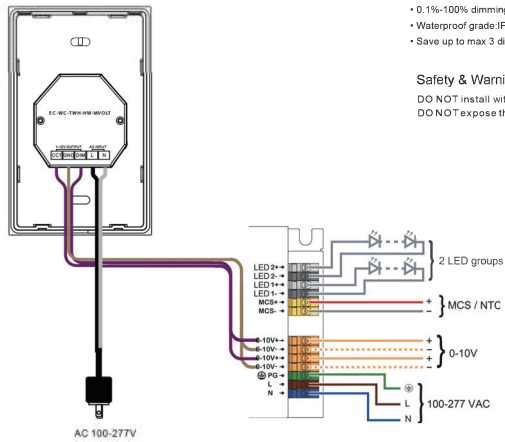 • 0.1%-100% dimming
• Waterproof grade:IP
• Save up to max 3 di
Safety & Warni
DO NOT install wit
DO NOT expose th
EC-WC-TWH-HW-MVOLT
1-10V OUTPUT AC INPUT
CCT GND DIM L N
LED 2+
LED 2-
LED 1+
LED 1-
MCS+
MCS-
2 LED groups
+
− MCS / NTC
0-10V+
0-10V-
0-10V+
0-10V-
PG
L
N
+
−
+
− 0-10V
L
N
100-277 VAC
AC 100-277V